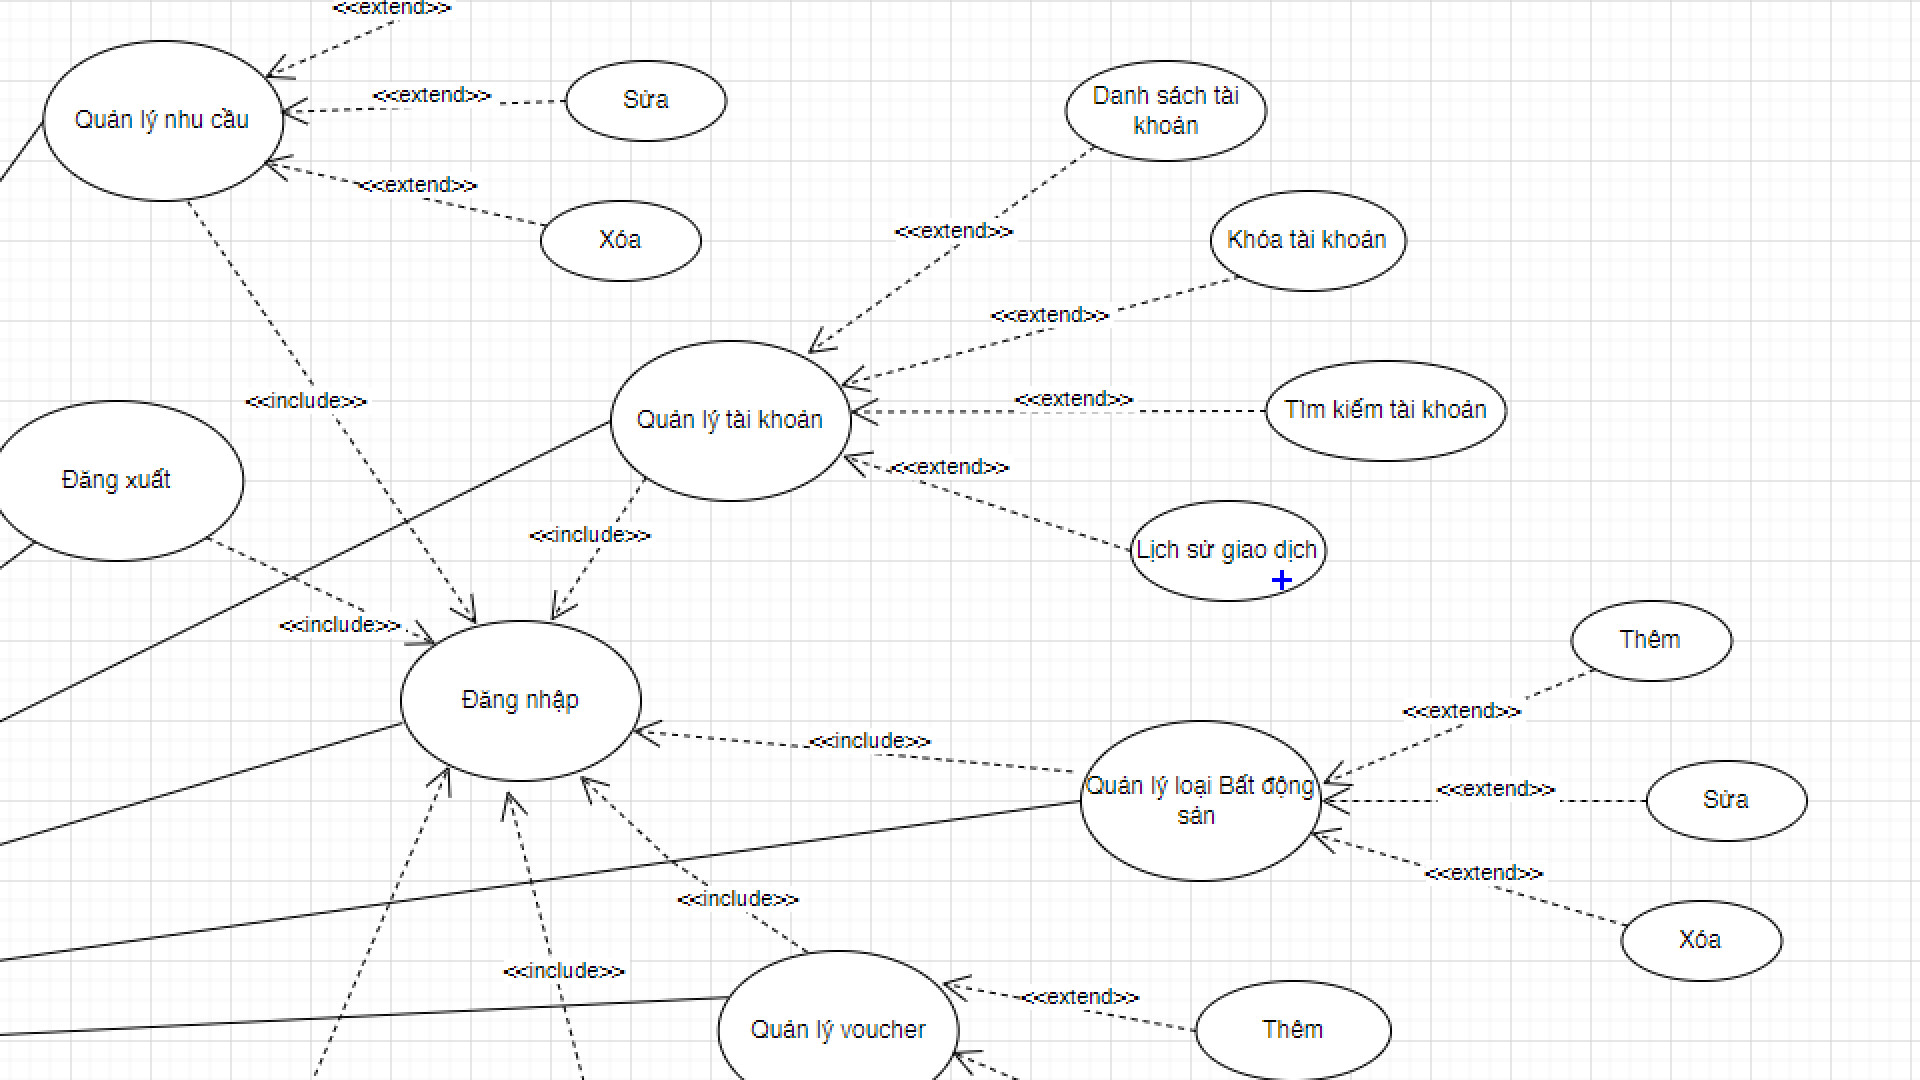 <<extend>>
Quản lý nhu cầu
<<extend>>
Sửa
<<extend>>
Xóa
Danh sách tài
khoản
<<extend>>
Khóa tài khoản
<<extend>>
<<include>>
Quản lý tài khoản
<<extend>>
TÌm kiếm tài khoản
<<extend>>
Đăng xuất
<<include>>
Lịch sử giao dịch
<<include>>
Thêm
Đăng nhập
<<extend>>
<<include>>
Quản lý loại Bất động
sản
<<extend>>
Sửa
<<extend>>
<<include>>
Xóa
<<include>>
<<extend>>
Quản lý voucher
Thêm